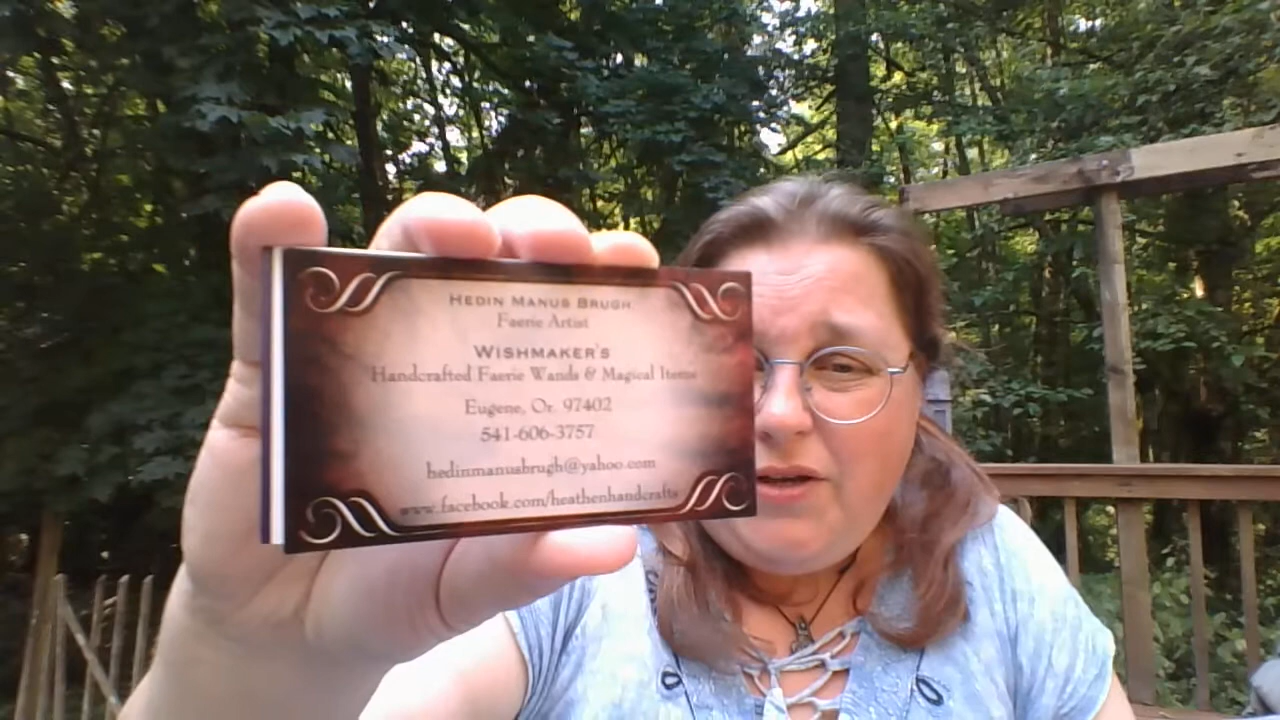 HEDIN MANUS BRUGH
Faerie Artist
WISHMAKER'S
Handcrafted Faerie Wands & Magical Items
Eugene, Or. 97402
541-606-3757
hedinmanusbrugh@yahoo.com
www.facebook.com/heathenhandcrafts